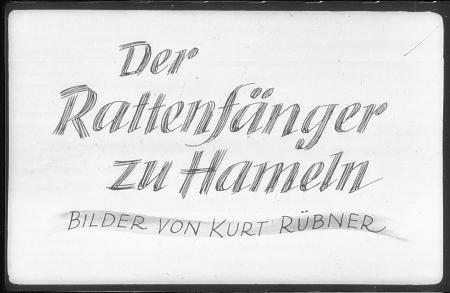 Der
Rattenfänger
zu Hameln
BILDER VON KURT RÜBNER